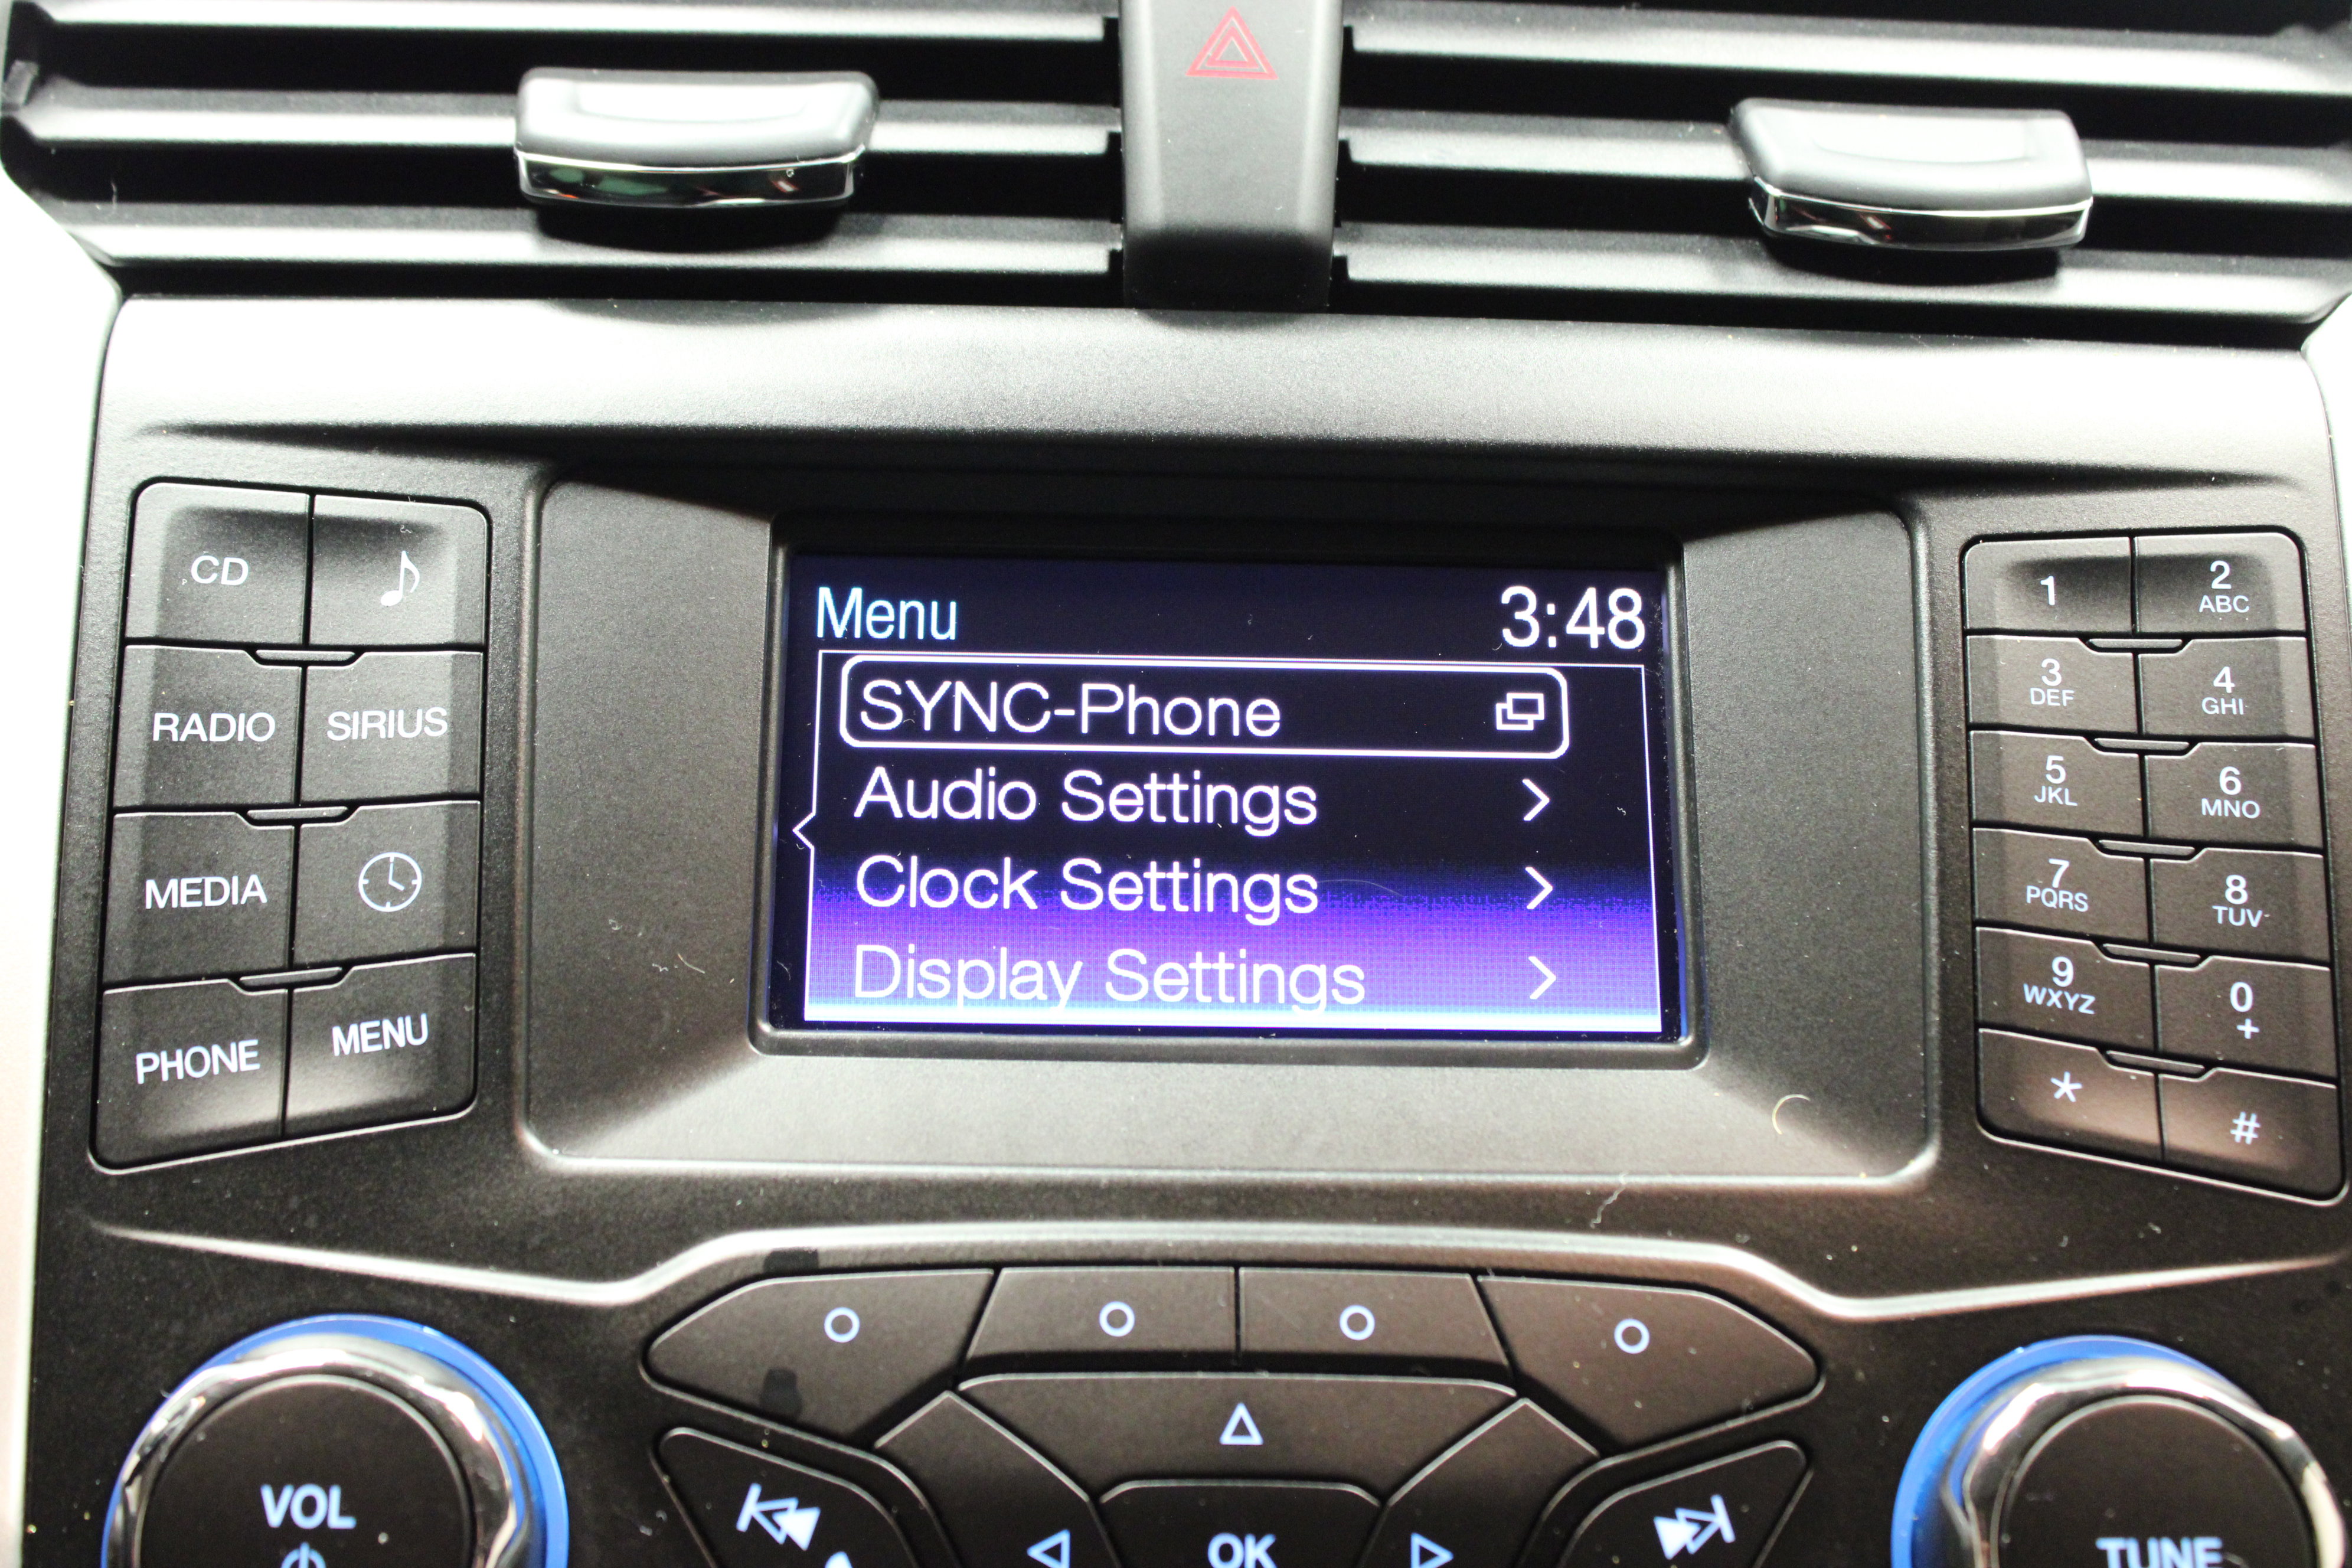 CD
RADIO SIRIUS
MEDIA
PHONE MENU
Menu 3:48
SYNC-Phone
Audio Settings
Clock Settings
Display Settings
1 2
ABC
3 4
DEF GHI
5 6
JKL MNO
7 8
PQRS TUV
9 0
WXYZ +
* #
VOL
OK
TUNE